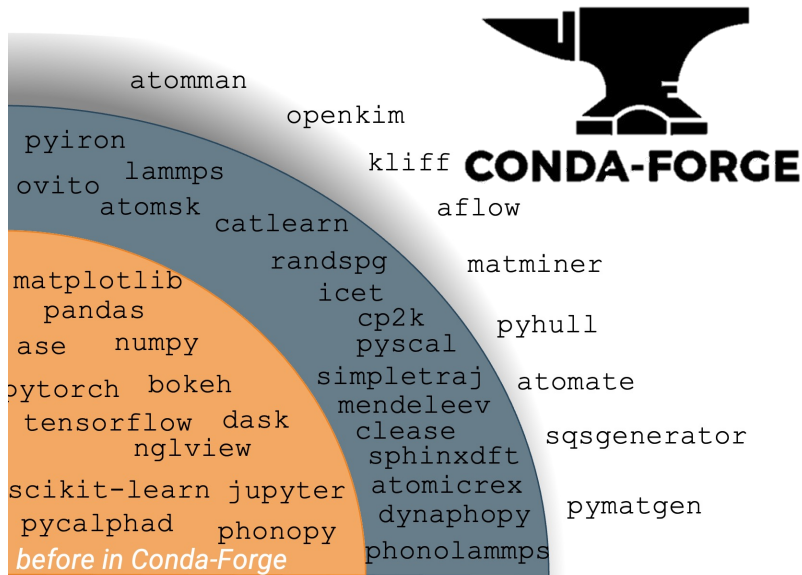 atomman
openkim
kliff
CONDA-FORGE
aflow
matminer
pyhull
atomate
sqsgenerator
pymatgen
pyiron
lammps
ovito
atomsk
catlearn
randspg
icet
cp2k
pyscal
simpletraj
mendeleev
clease
sphinxdft
atomicrex
dynaphopy
phonolammps
matplotlib
pandas
ase numpy
pytorch bokeh
tensorflow dask
nglview
scikit-learn jupyter
pycalphad phonopy
before in Conda-Forge